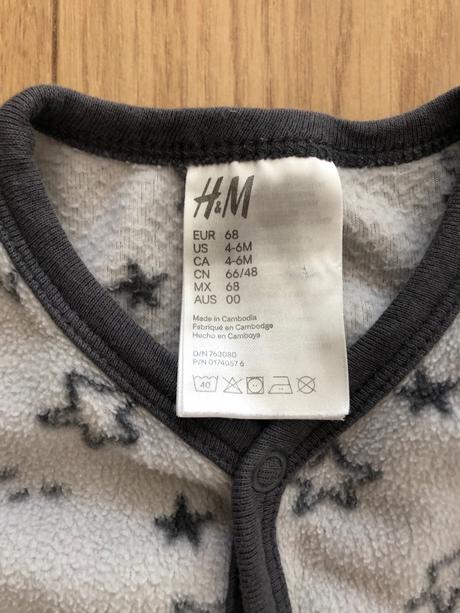 H&M
EUR 68
US 4-6M
CA 4-6M
CN 66/48
MX 68
AUS 00
Made in Cambodia
Fabriqué en Cambodge
Hecho en Camboya
O/N 763080
P/N 0174057 6
40